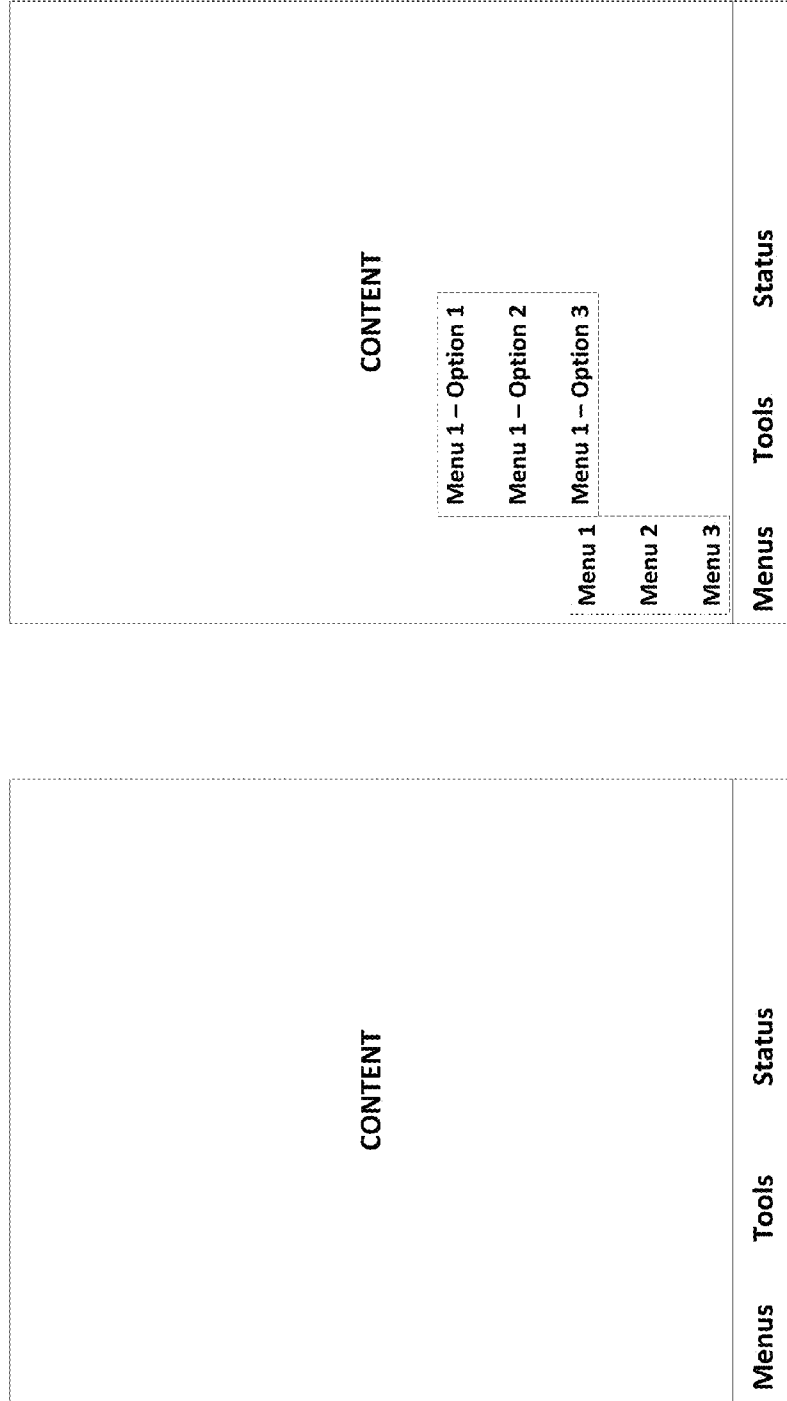 CONTENT
Menus Tools Status
CONTENT
Menu 1 – Option 1
Menu 1 – Option 2
Menu 1 Menu 1 – Option 3
Menu 2
Menu 3
Menus Tools Status